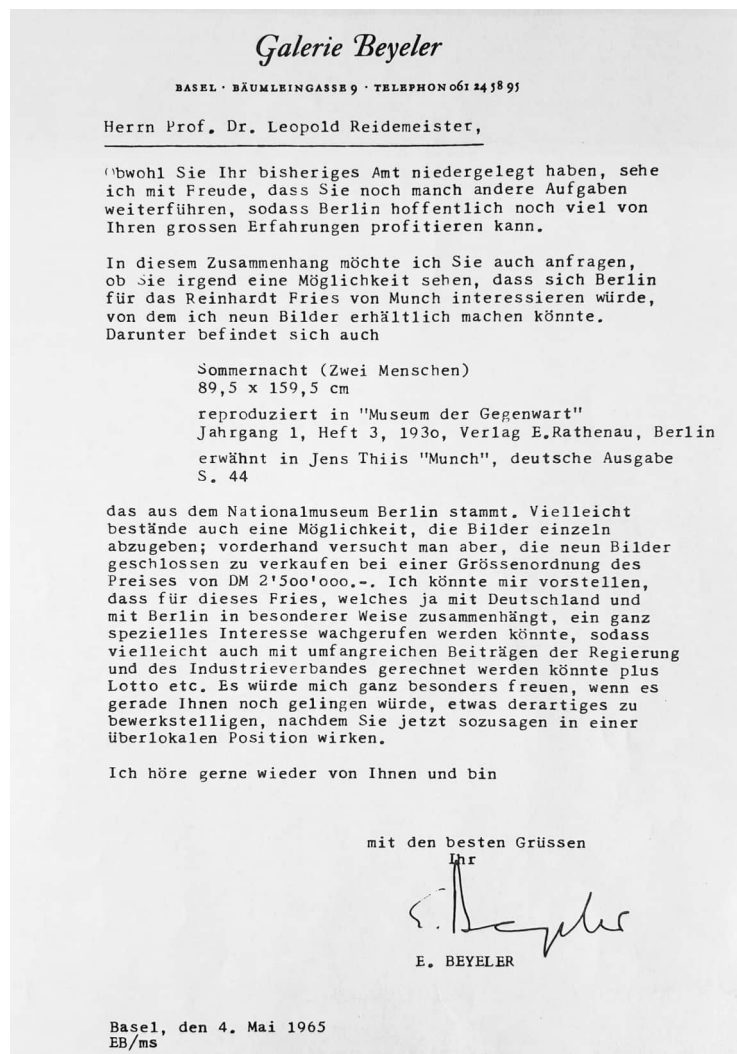 Galerie Beyeler
BASEL · BÄUMLEINGASSE 9 · TELEPHON 061 24 58 95
Herrn Prof. Dr. Leopold Reidemeister,
Obwohl Sie Ihr bisheriges Amt niedergelegt haben, sehe
ich mit Freude, dass Sie noch manch andere Aufgaben
weiterführen, sodass Berlin hoffentlich noch viel von
Ihren grossen Erfahrungen profitieren kann.
In diesem Zusammenhang möchte ich Sie auch anfragen,
ob Sie irgend eine Möglichkeit sehen, dass sich Berlin
für das Reinhardt Fries von Munch interessieren würde,
von dem ich neun Bilder erhältlich machen könnte.
Darunter befindet sich auch
Sommernacht (Zwei Menschen)
89,5 x 159,5 cm
reproduziert in "Museum der Gegenwart"
Jahrgang 1, Heft 3, 193o, Verlag E.Rathenau, Berlin
erwähnt in Jens Thiis "Munch", deutsche Ausgabe
S. 44
das aus dem Nationalmuseum Berlin stammt. Vielleicht
bestände auch eine Möglichkeit, die Bilder einzeln
abzugeben; vorderhand versucht man aber, die neun Bilder
geschlossen zu verkaufen bei einer Grössenordnung des
Preises von DM 2'5oo'ooo.-. Ich könnte mir vorstellen,
dass für dieses Fries, welches ja mit Deutschland und
mit Berlin in besonderer Weise zusammenhängt, ein ganz
spezielles Interesse wachgerufen werden könnte, sodass
vielleicht auch mit umfangreichen Beiträgen der Regierung
und des Industrieverbandes gerechnet werden könnte plus
Lotto etc. Es würde mich ganz besonders freuen, wenn es
gerade Ihnen noch gelingen würde, etwas derartiges zu
bewerkstelligen, nachdem Sie jetzt sozusagen in einer
überlokalen Position wirken.
Ich höre gerne wieder von Ihnen und bin
mit den besten Grüssen
Ihr
E. Beyeler
E. BEYELER
Basel, den 4. Mai 1965
EB/ms